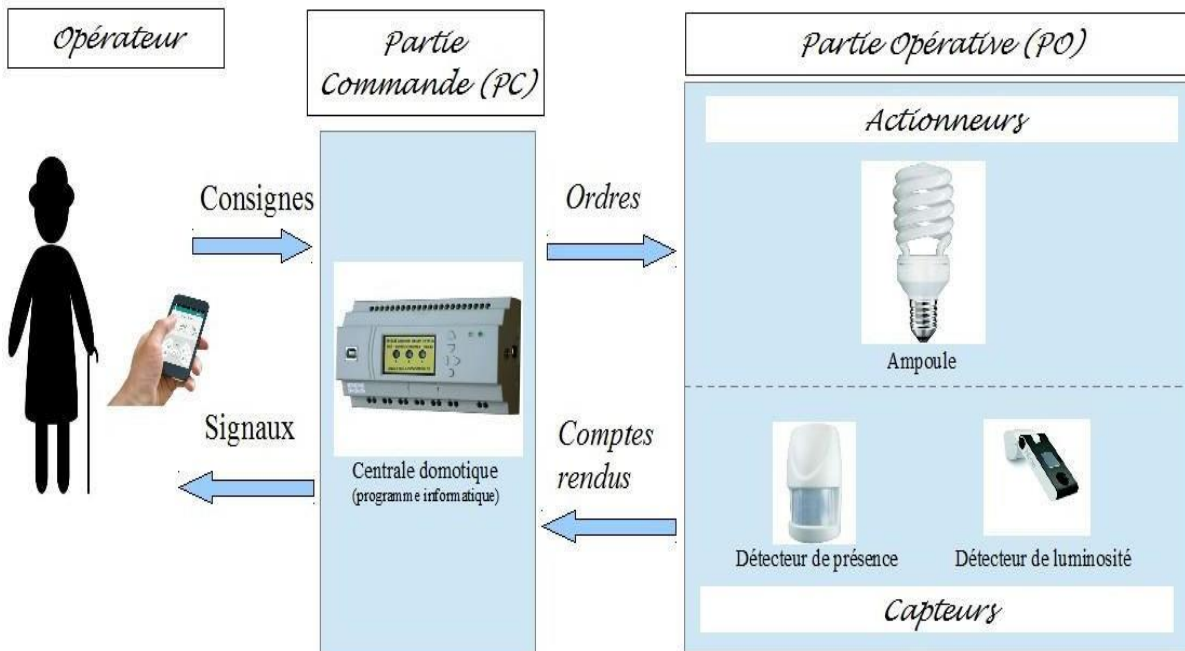 Opérateur
Partie
Commande (PC)
Partie Opérative (PO)
Actionneurs
Consignes
Ordres
Ampoule
Signaux
Centrale domotique
(programme informatique)
Comptes
rendus
Détecteur de présence
Détecteur de luminosité
Capteurs